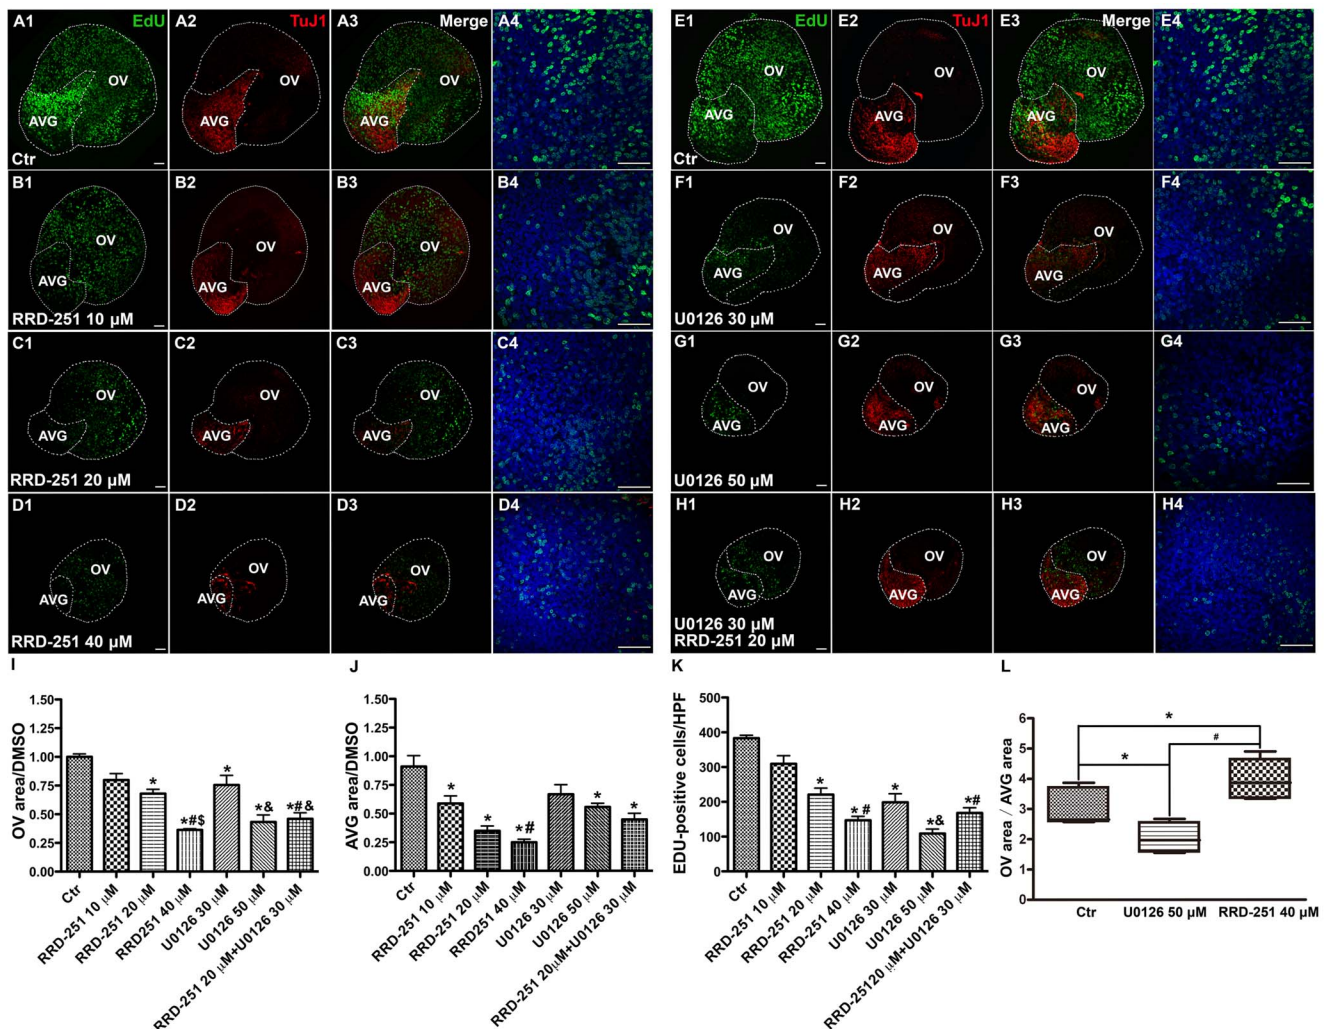 A1 EdU A2 TuJ1 A3 Merge A4 E1 EdU E2 TuJ1 E3 Merge E4
OV OV OV OV OV OV
AVG AVG AVG AVG AVG AVG
Ctr Ctr
B1 B2 B3 B4 F1 F2 F3 F4
OV OV OV OV OV OV
AVG AVG AVG AVG AVG AVG
RRD-251 10 µM U0126 30 µM
C1 C2 C3 C4 G1 G2 G3 G4
OV OV OV OV OV OV
AVG AVG AVG AVG AVG AVG
RRD-251 20 µM U0126 50 µM
D1 D2 D3 D4 H1 H2 H3 H4
OV OV OV OV OV OV
AVG AVG AVG AVG AVG AVG
RRD-251 40 µM U0126 30 µM
RRD-251 20 µM
I J K L
OV area/DMSO
1.50
1.25
1.00
0.75
0.50
0.25
0.00
* *#$ * *& *#&
Ctr
RRD-251 10 µM
RRD-251 20 µM
RRD251 40 µM
U0126 30 µM
U0126 50 µM
RRD-251 20 µM+U0126 30 µM
AVG area/DMSO
1.50
1.25
1.00
0.75
0.50
0.25
0.00
* * *# * *
Ctr
RRD-251 10 µM
RRD-251 20 µM
RRD251 40 µM
U0126 30 µM
U0126 50 µM
RRD-251 20µM+U0126 30 µM
EDU-positive cells/HPF
500
400
300
200
100
0
* *# * *& *#
Ctr
RRD-251 10 µM
RRD-251 20 µM
RRD-251 40 µM
U0126 30 µM
U0126 50 µM
RRD-25120 µM+U0126 30 µM
OV area / AVG area
6
5
4
3
2
1
0
*
* #
Ctr U0126 50 µM RRD-251 40 µM